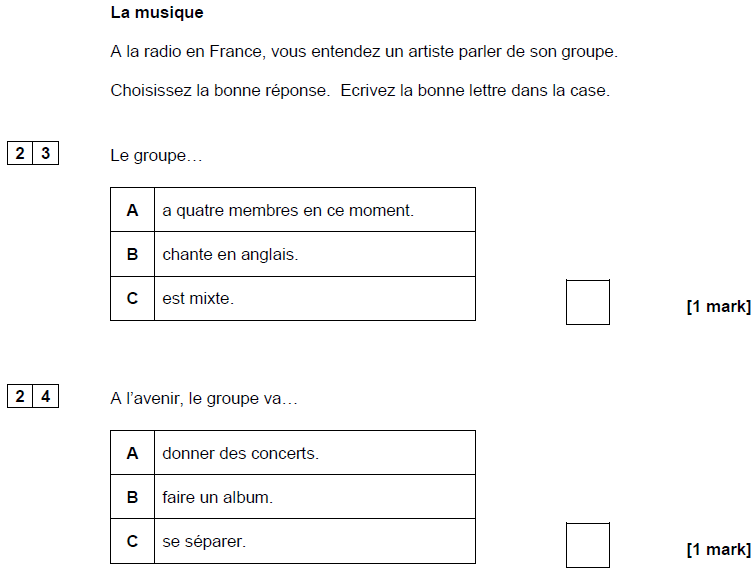 La musique
A la radio en France, vous entendez un artiste parler de son groupe.
Choisissez la bonne réponse. Ecrivez la bonne lettre dans la case.
2 3 Le groupe…
A a quatre membres en ce moment.
B chante en anglais.
C est mixte.
[1 mark]
2 4 A l’avenir, le groupe va…
A donner des concerts.
B faire un album.
C se séparer.
[1 mark]